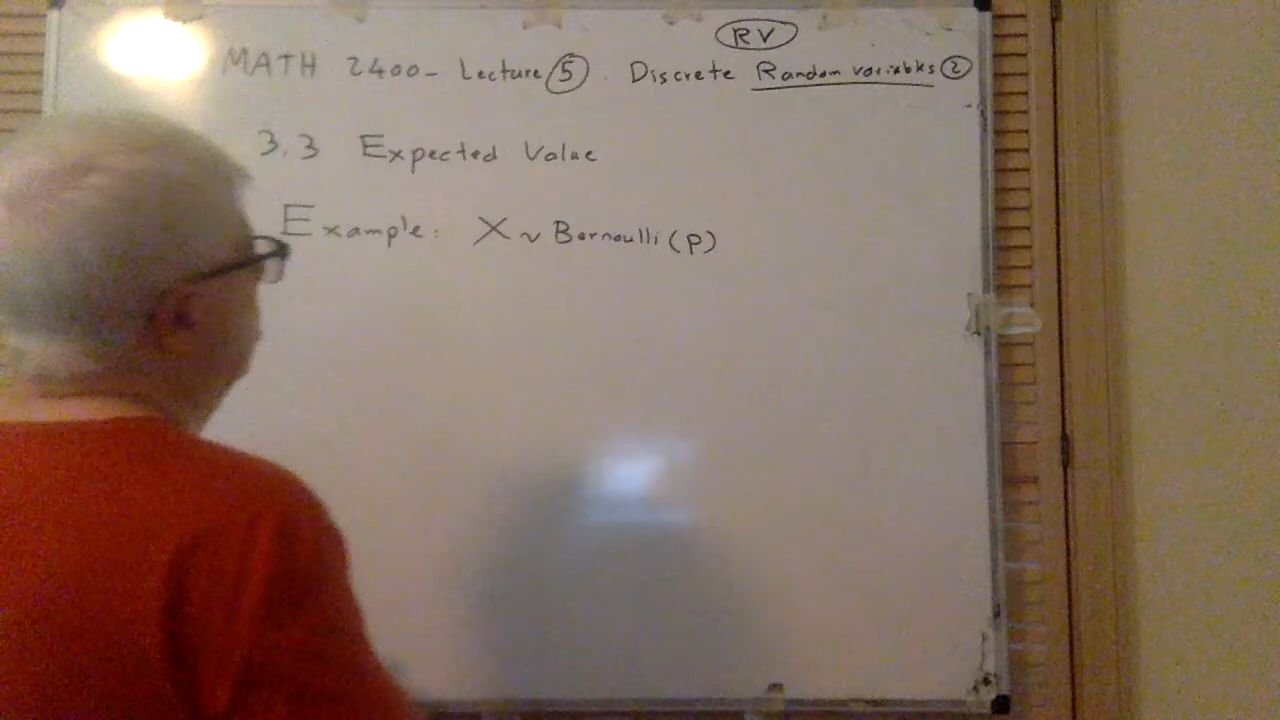 RV
MATH 2400 - Lecture 5. Discrete Random variables 2
3.3 Expected Value
Example: X ~ Bernoulli (p)